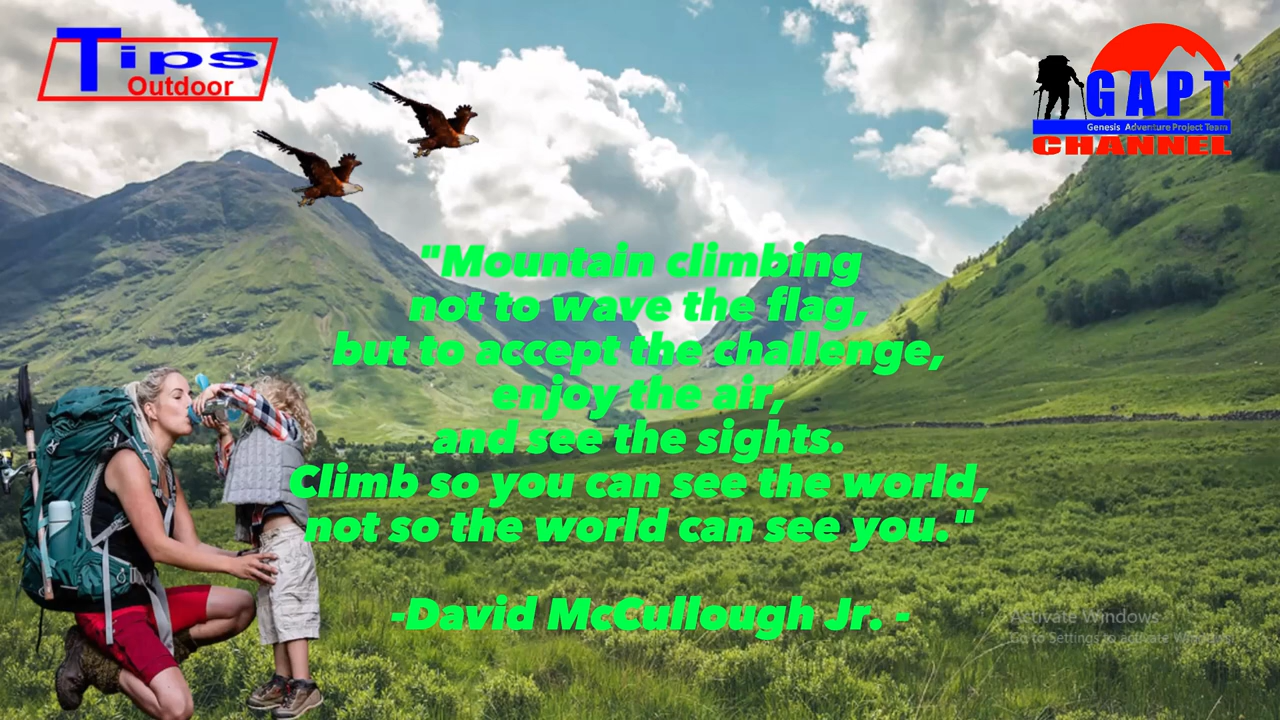 Tips
Outdoor
GAPT
Genesis Adventure Project Team
CHANNEL
"Mountain climbing
not to wave the flag,
but to accept the challenge,
enjoy the air,
and see the sights.
Climb so you can see the world,
not so the world can see you."
-David McCullough Jr. -
Activate Windows
Go to Settings to activate Windows.